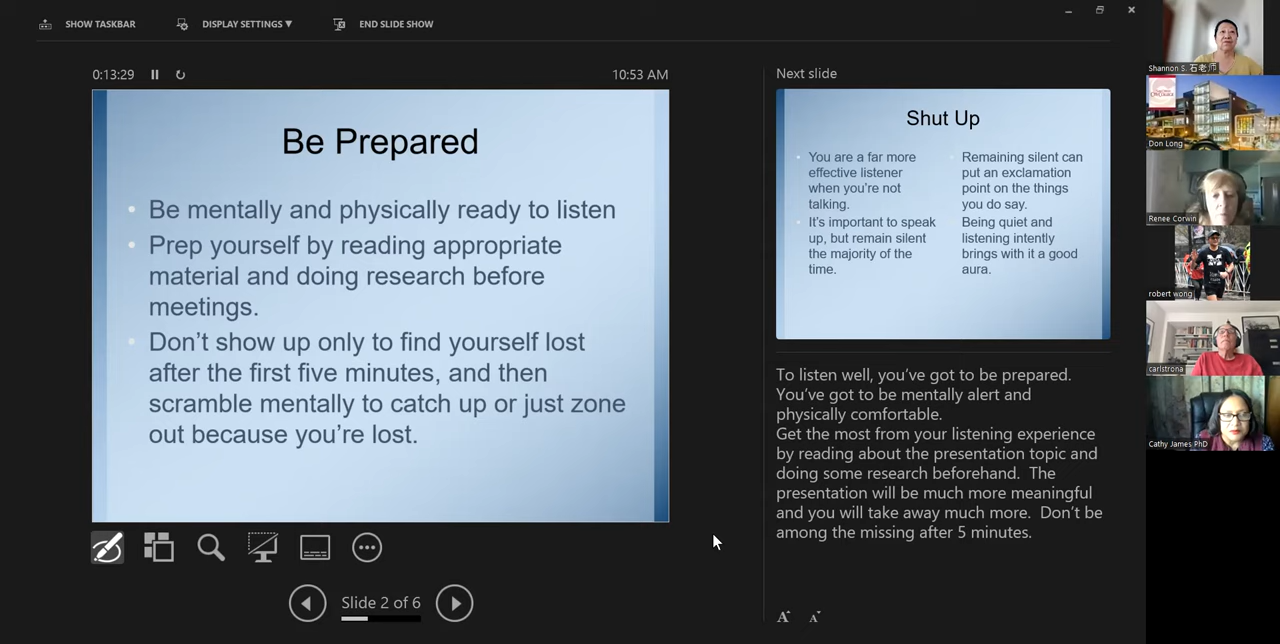 SHOW TASKBAR
DISPLAY SETTINGS ▼
END SLIDE SHOW
0:13:29
10:53 AM
Be Prepared
• Be mentally and physically ready to listen
• Prep yourself by reading appropriate
material and doing research before
meetings.
• Don’t show up only to find yourself lost
after the first five minutes, and then
scramble mentally to catch up or just zone
out because you’re lost.
Slide 2 of 6
Next slide
Shut Up
• You are a far more
effective listener
when you’re not
talking.
• It’s important to speak
up, but remain silent
the majority of the
time.
Remaining silent can
put an exclamation
point on the things
you do say.
Being quiet and
listening intently
brings with it a good
aura.
To listen well, you’ve got to be prepared.
You’ve got to be mentally alert and
physically comfortable.
Get the most from your listening experience
by reading about the presentation topic and
doing some research beforehand.  The
presentation will be much more meaningful
and you will take away much more.  Don’t be
among the missing after 5 minutes.
A A
Shannon S. 石老师
Don Long
Renee Corwin
robert wong
carlstrona
Cathy James PhD